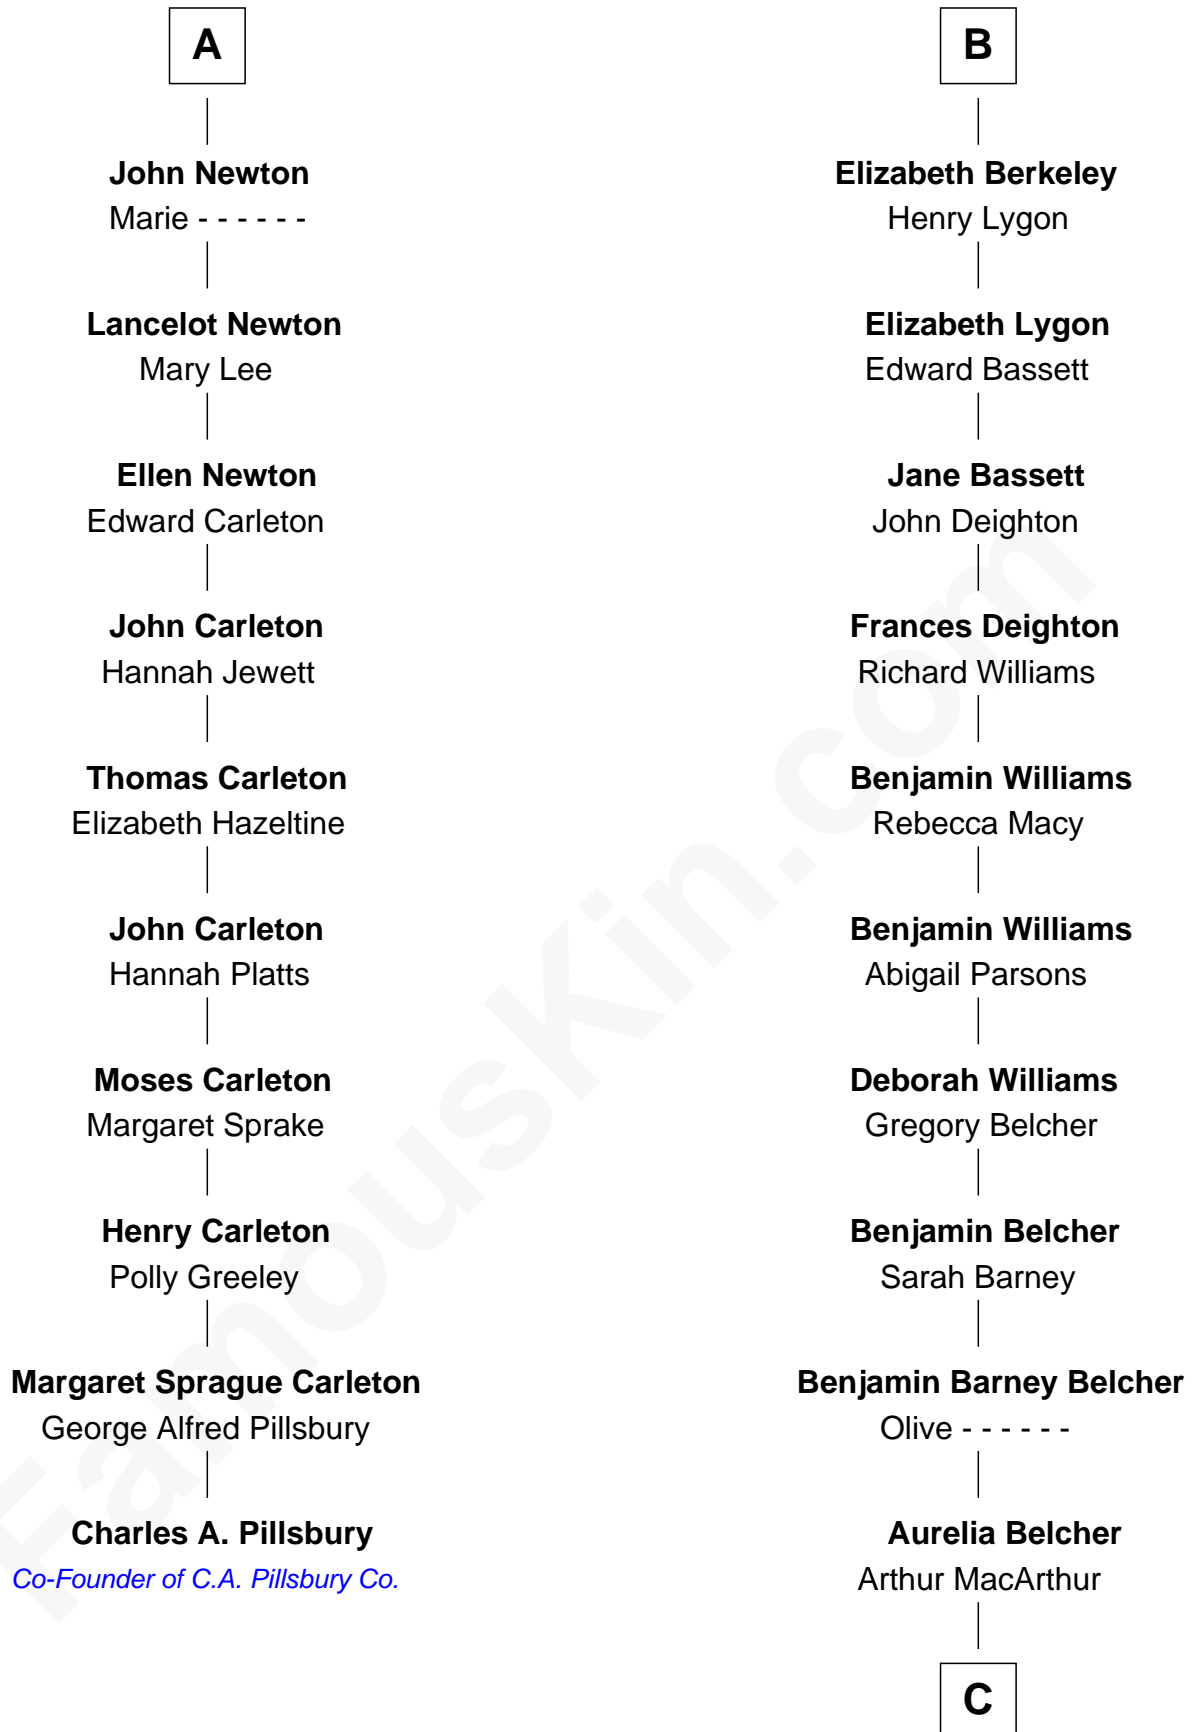 A
John Newton
Marie - - - - - -
Lancelot Newton
Mary Lee
Ellen Newton
Edward Carleton
John Carleton
Hannah Jewett
Thomas Carleton
Elizabeth Hazeltine
John Carleton
Hannah Platts
Moses Carleton
Margaret Sprake
Henry Carleton
Polly Greeley
Margaret Sprague Carleton
George Alfred Pillsbury
Charles A. Pillsbury
Co-Founder of C.A. Pillsbury Co.
B
Elizabeth Berkeley
Henry Lygon
Elizabeth Lygon
Edward Bassett
Jane Bassett
John Deighton
Frances Deighton
Richard Williams
Benjamin Williams
Rebecca Macy
Benjamin Williams
Abigail Parsons
Deborah Williams
Gregory Belcher
Benjamin Belcher
Sarah Barney
Benjamin Barney Belcher
Olive - - - - - -
Aurelia Belcher
Arthur MacArthur
C
FamousKin.com